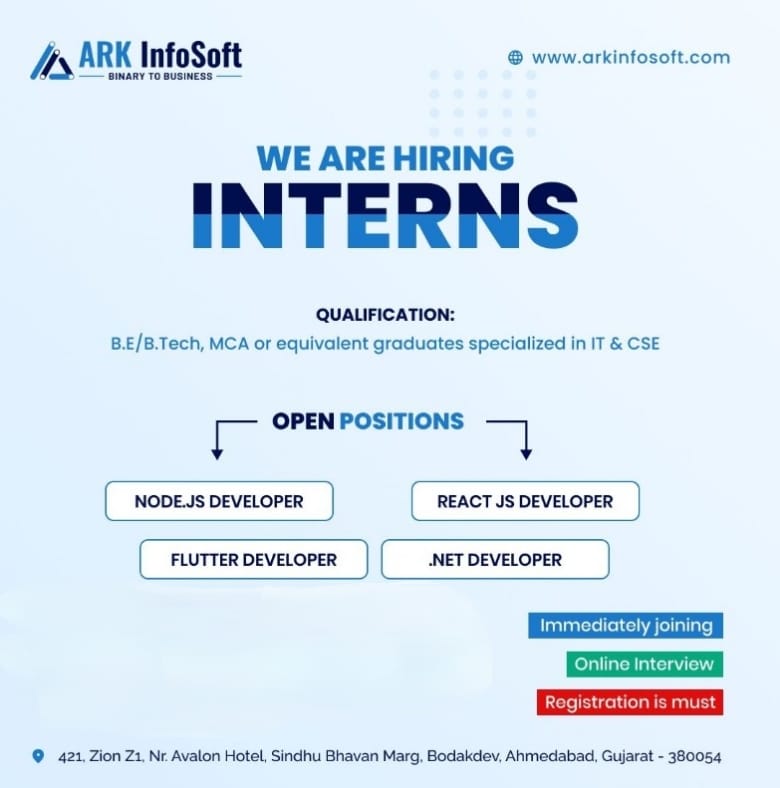 ARK InfoSoft
BINARY TO BUSINESS
www.arkinfosoft.com
WE ARE HIRING
INTERNS
QUALIFICATION:
B.E/B.Tech, MCA or equivalent graduates specialized in IT & CSE
OPEN POSITIONS
NODE.JS DEVELOPER
REACT JS DEVELOPER
FLUTTER DEVELOPER
.NET DEVELOPER
Immediately joining
Online Interview
Registration is must
421, Zion Z1, Nr. Avalon Hotel, Sindhu Bhavan Marg, Bodakdev, Ahmedabad, Gujarat - 380054